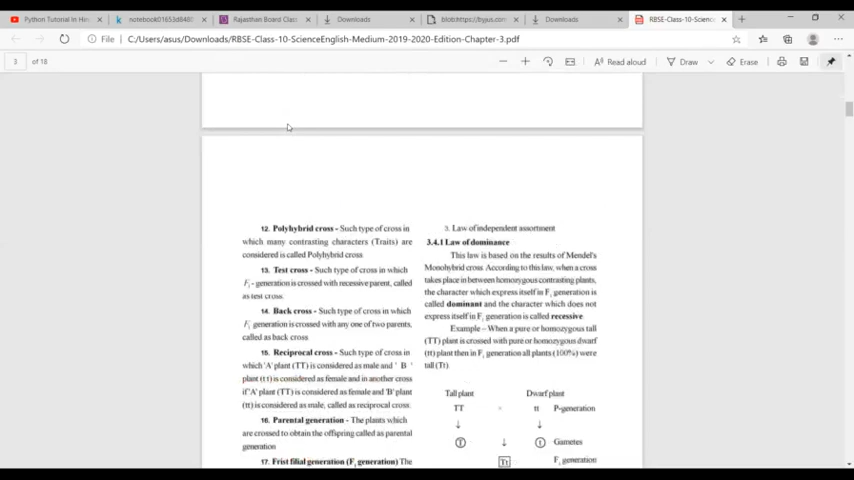 Python Tutorial In Hin
notebook01653d8480
Rajasthan Board Class
Downloads
blob:https://byjus.com
Downloads
RBSE-Class-10-Science
File
C:/Users/asus/Downloads/RBSE-Class-10-ScienceEnglish-Medium-2019-2020-Edition-Chapter-3.pdf
3 of 18
Read aloud
Draw
Erase
12. Polyhybrid cross - Such type of cross in
which many contrasting characters (Traits) are
considered is called Polyhybrid cross
13. Test cross - Such type of cross in which
F1 - generation is crossed with recessive parent, called
as test cross.
14. Back cross - Such type of cross in which
F1 generation is crossed with any one of two parents,
called as back cross
15. Reciprocal cross - Such type of cross in
which 'A' plant (TT) is considered as male and ' B '
plant (t t) is considered as female and in another cross
if 'A' plant (TT) is considered as female and 'B' plant
(tt) is considered as male, called as reciprocal cross.
16. Parental generation - The plants which
are crossed to obtain the offspring called as parental
generation
17. Frist filial generation (F1 generation) The
3. Law of independent assortment
3.4.1 Law of dominance
This law is based on the results of Mendel's
Monohybrid cross. According to this law, when a cross
takes place in between homozygous contrasting plants,
the character which express itself in F1 generation is
called dominant and the character which does not
express itself in F1 generation is called recessive
Example – When a pure or homozygous tall
(TT) plant is crossed with pure or homozygous dwarf
(tt) plant then in F1 generation all plants (100%) were
tall (Tt)
Tall plant Dwarf plant
TT × tt P-generation
T t Gametes
Tt F1 generation